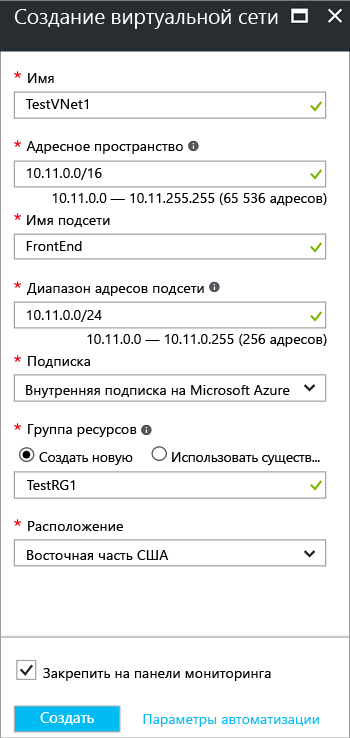 Создание виртуальной сети
* Имя
TestVNet1
* Адресное пространство
10.11.0.0/16
10.11.0.0 — 10.11.255.255 (65 536 адресов)
* Имя подсети
FrontEnd
* Диапазон адресов подсети
10.11.0.0/24
10.11.0.0 — 10.11.0.255 (256 адресов)
* Подписка
Внутренняя подписка на Microsoft Azure
* Группа ресурсов
Создать новую Использовать существ...
TestRG1
* Расположение
Восточная часть США
Закрепить на панели мониторинга
Создать Параметры автоматизации